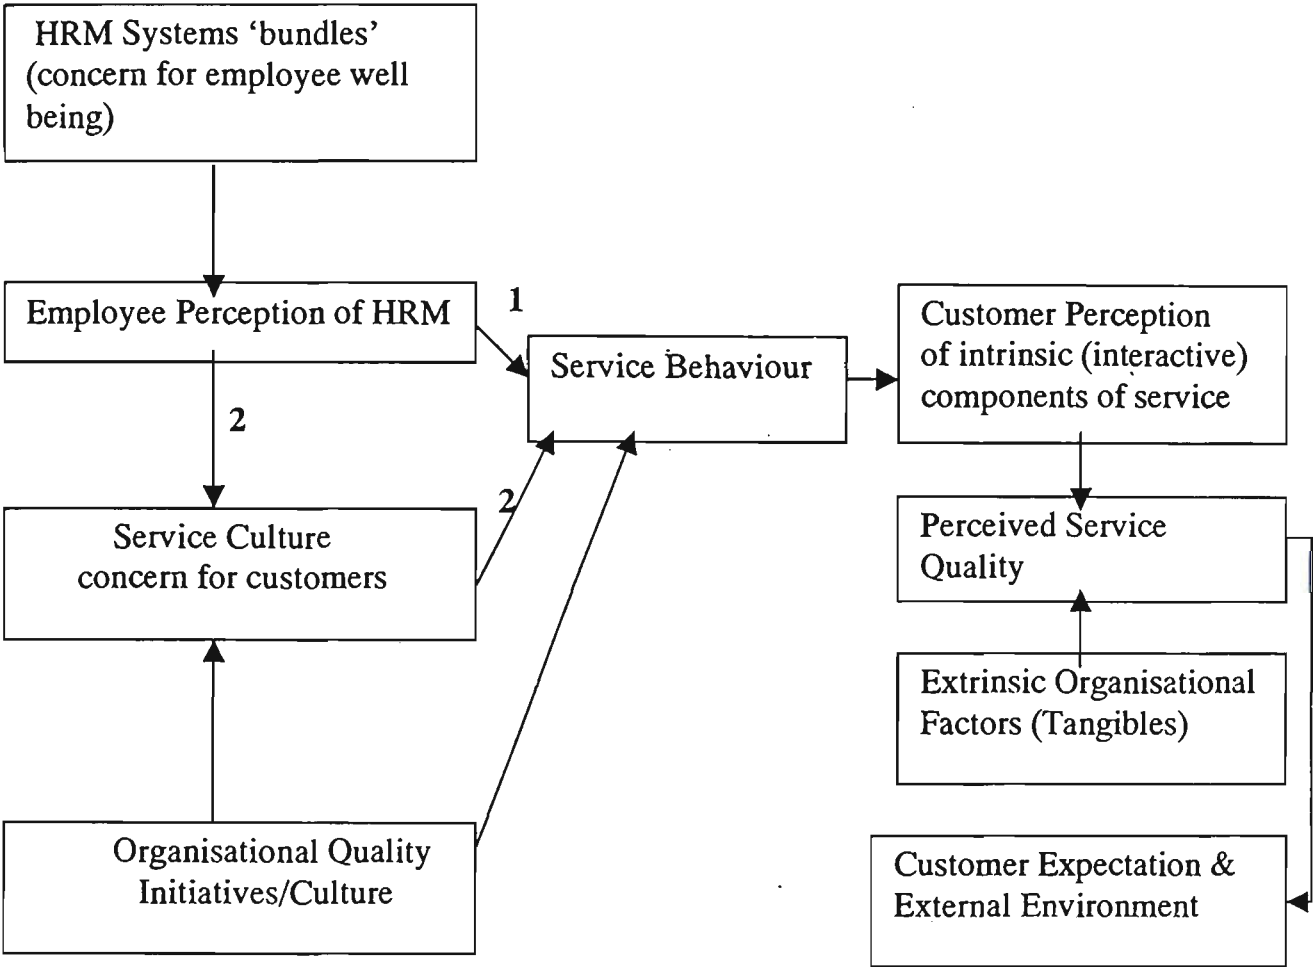 HRM Systems ‘bundles’
(concern for employee well
being)
Employee Perception of HRM
1
Service Behaviour
Customer Perception
of intrinsic (interactive)
components of service
2
2
Service Culture
concern for customers
Perceived Service
Quality
Extrinsic Organisational
Factors (Tangibles)
Organisational Quality
Initiatives/Culture
Customer Expectation &
External Environment